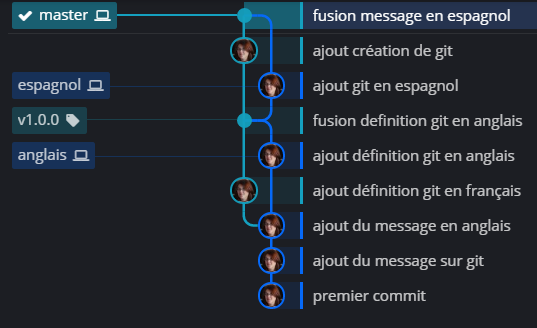 master fusion message en espagnol
ajout création de git
espagnol ajout git en espagnol
v1.0.0 fusion definition git en anglais
anglais ajout définition git en anglais
ajout définition git en français
ajout du message en anglais
ajout du message sur git
premier commit